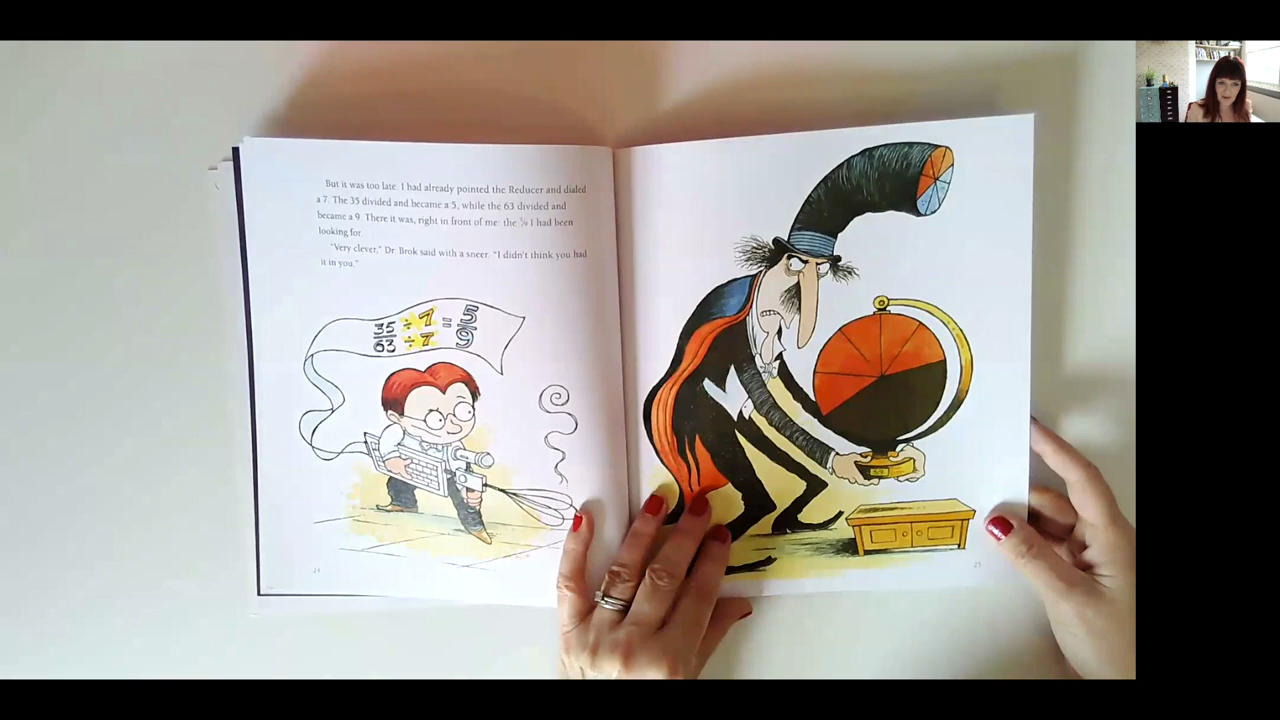 But it was too late. I had already pointed the Reducer and dialed
a 7. The 35 divided and became a 5, while the 63 divided and
became a 9. There it was, right in front of me: the 5/9 I had been
looking for.
"Very clever," Dr. Brok said with a sneer. "I didn't think you had
it in you."
35 ÷ 7 = 5
63 ÷ 7 9
24
25